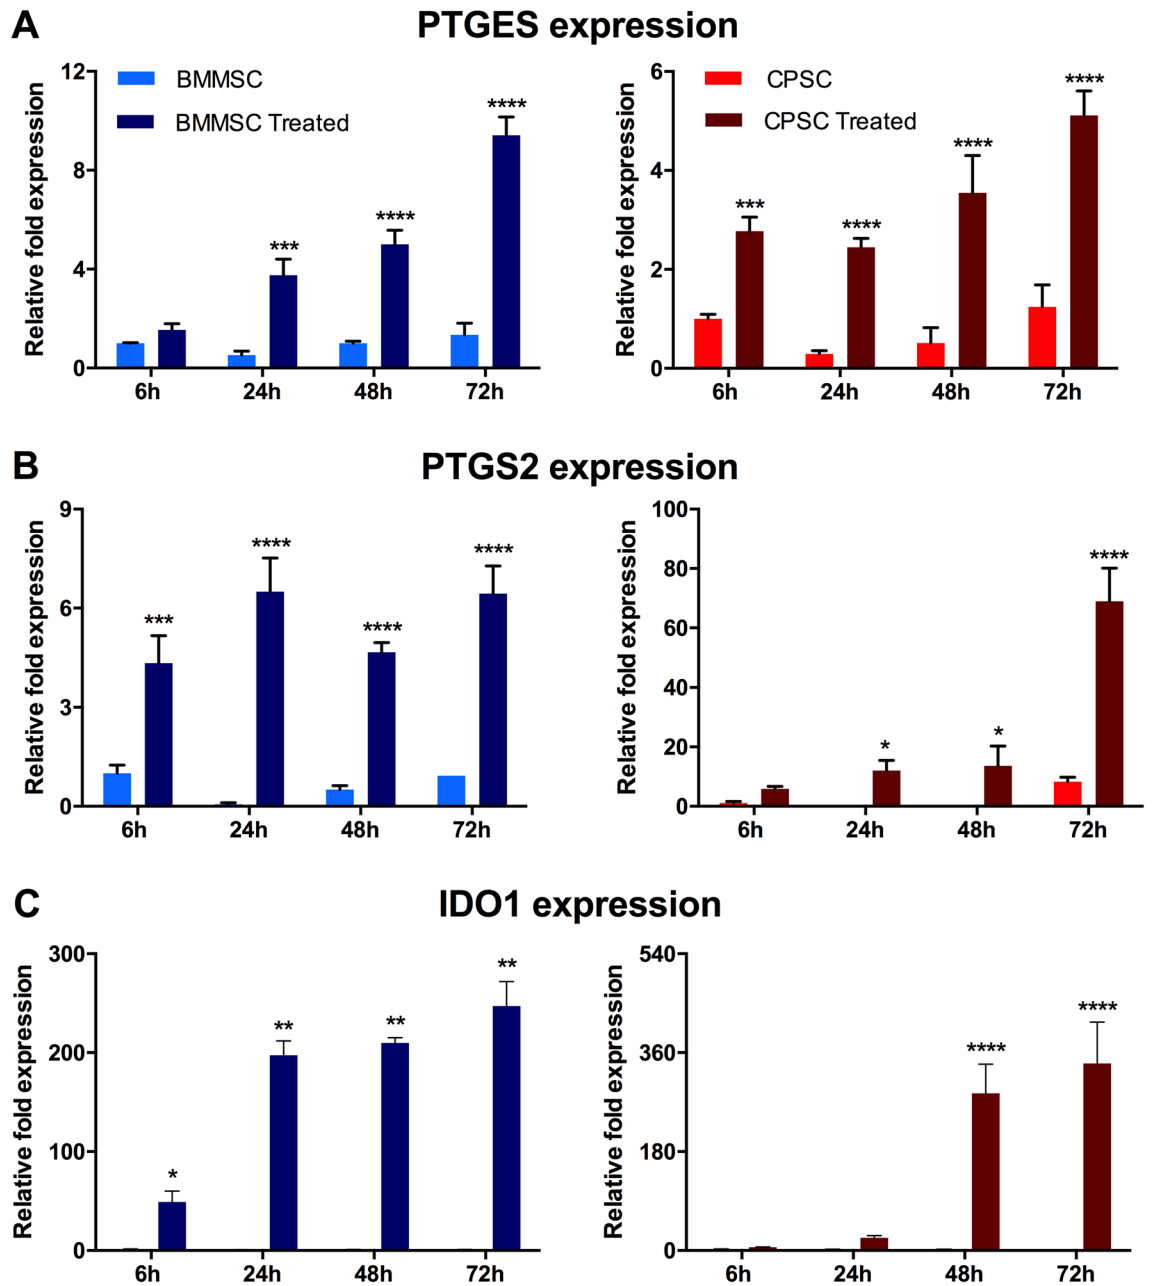 A
PTGES expression
Relative fold expression
12
8
4
0
BMMSC
BMMSC Treated
***
****
****
6h 24h 48h 72h
Relative fold expression
6
4
2
0
CPSC
CPSC Treated
***
****
****
****
6h 24h 48h 72h
B
PTGS2 expression
Relative fold expression
9
6
3
0
***
****
****
****
6h 24h 48h 72h
Relative fold expression
100
80
60
40
20
0
*
*
****
6h 24h 48h 72h
C
IDO1 expression
Relative fold expression
300
200
100
0
*
**
**
**
6h 24h 48h 72h
Relative fold expression
540
360
180
0
****
****
6h 24h 48h 72h